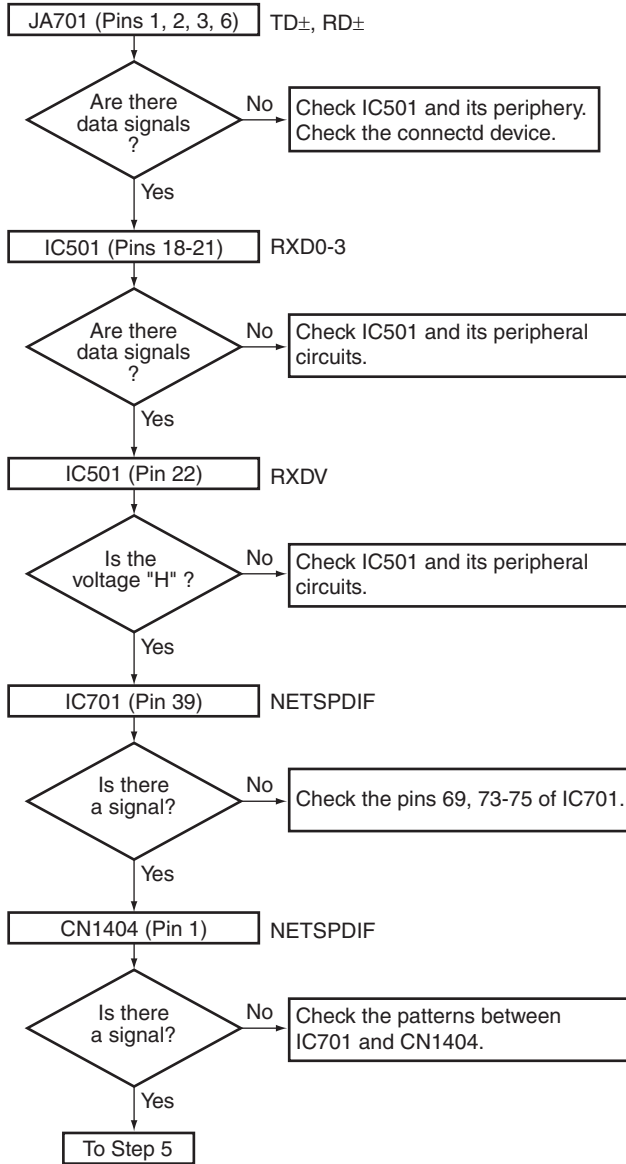 JA701 (Pins 1, 2, 3, 6) TD±, RD±
Are there
data signals
?
No
Check IC501 and its periphery.
Check the connectd device.
Yes
IC501 (Pins 18-21) RXD0-3
Are there
data signals
?
No
Check IC501 and its peripheral
circuits.
Yes
IC501 (Pin 22) RXDV
Is the
voltage "H" ?
No
Check IC501 and its peripheral
circuits.
Yes
IC701 (Pin 39) NETSPDIF
Is there
a signal?
No
Check the pins 69, 73-75 of IC701.
Yes
CN1404 (Pin 1) NETSPDIF
Is there
a signal?
No
Check the patterns between
IC701 and CN1404.
Yes
To Step 5